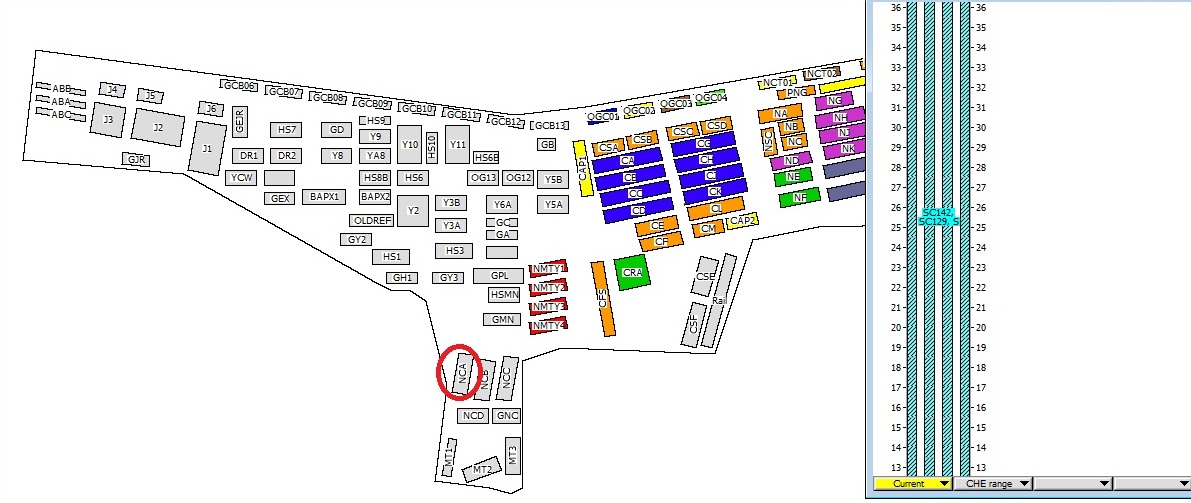 ABB
ABA
ABC
J4
J5
J3
J2
J6
J1
GJR
GEJR
GCB06
GCB07
GCB08
GCB09
GCB10
GCB11
GCB12
GCB13
HS7
GD
HS9
Y9
Y10
HS10
Y11
GB
DR1
DR2
Y8
YA8
HS6B
YCW
HS8B
HS6
OG13
OG12
Y5B
GEX
BAPX1
BAPX2
Y2
Y3B
Y6A
Y5A
OLDREF
Y3A
GC
GA
GY2
HS1
HS3
GH1
GY3
GPL
HSMN
GMN
NMTY1
NMTY2
NMTY3
NMTY4
NCA
NCB
NCC
NCD
GNC
MT1
MT2
MT3
CAP1
QGC01
QGC02
QGC03
QGC04
CSA
CSB
CSC
CSD
CA
CB
CC
CD
CE
CF
CG
CH
CJ
CK
CL
CM
CAP2
CFS
CRA
CSE
CSF
Rail
NCT01
NCT02
PNG
NA
NB
NC
NSC
ND
NE
NF
NG
NH
NJ
NK
36 36
35 35
34 34
33 33
32 32
31 31
30 30
29 29
28 28
27 27
26 26
SC142,
SC129, S
25 25
24 24
23 23
22 22
21 21
20 20
19 19
18 18
17 17
16 16
15 15
14 14
13 13
Current CHE range